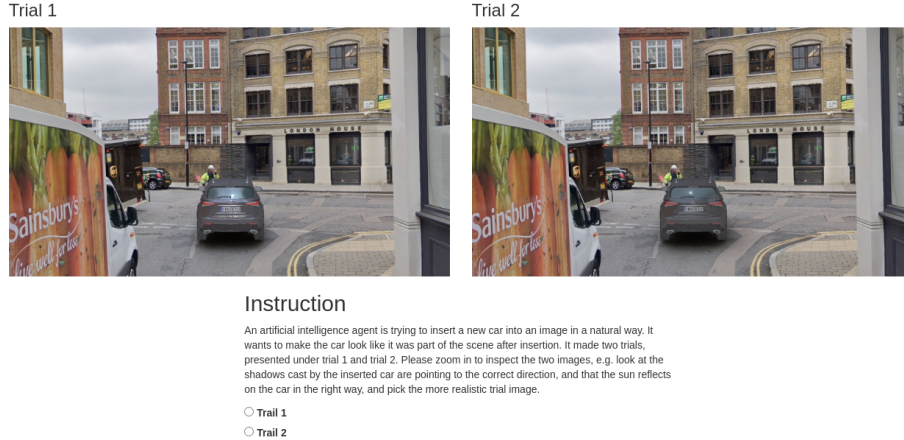 Trial 1
Trial 2
LONDON HOUSE
LONDON HOUSE
Sainsbury's
live well for less
Sainsbury's
live well for less
Instruction
An artificial intelligence agent is trying to insert a new car into an image in a natural way. It
wants to make the car look like it was part of the scene after insertion. It made two trials,
presented under trial 1 and trial 2. Please zoom in to inspect the two images, e.g. look at the
shadows cast by the inserted car are pointing to the correct direction, and that the sun reflects
on the car in the right way, and pick the more realistic trial image.
Trail 1
Trail 2